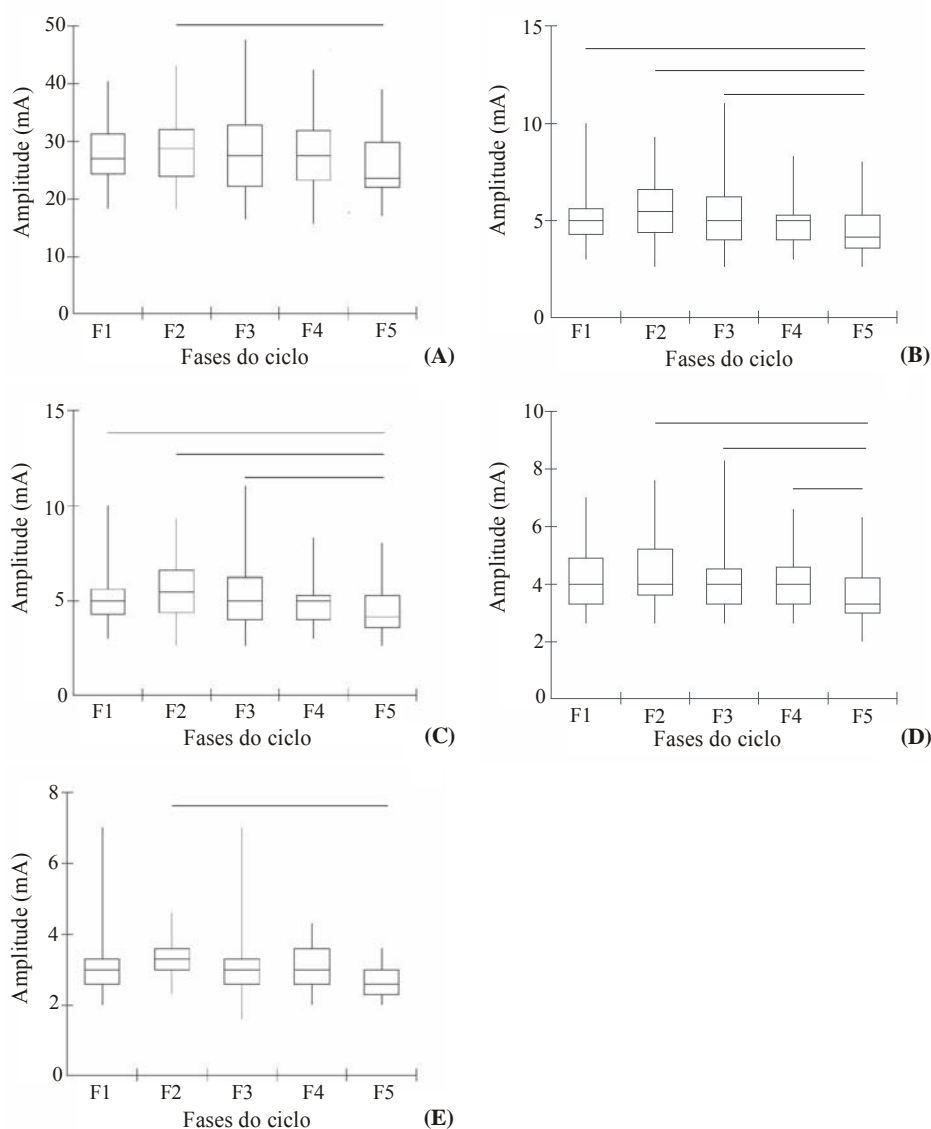 Amplitude (mA)
50
40
30
20
10
0
F1 F2 F3 F4 F5
Fases do ciclo
(A)
Amplitude (mA)
15
10
5
0
F1 F2 F3 F4 F5
Fases do ciclo
(B)
Amplitude (mA)
15
10
5
0
F1 F2 F3 F4 F5
Fases do ciclo
(C)
Amplitude (mA)
10
8
6
4
2
0
F1 F2 F3 F4 F5
Fases do ciclo
(D)
Amplitude (mA)
8
6
4
2
0
F1 F2 F3 F4 F5
Fases do ciclo
(E)